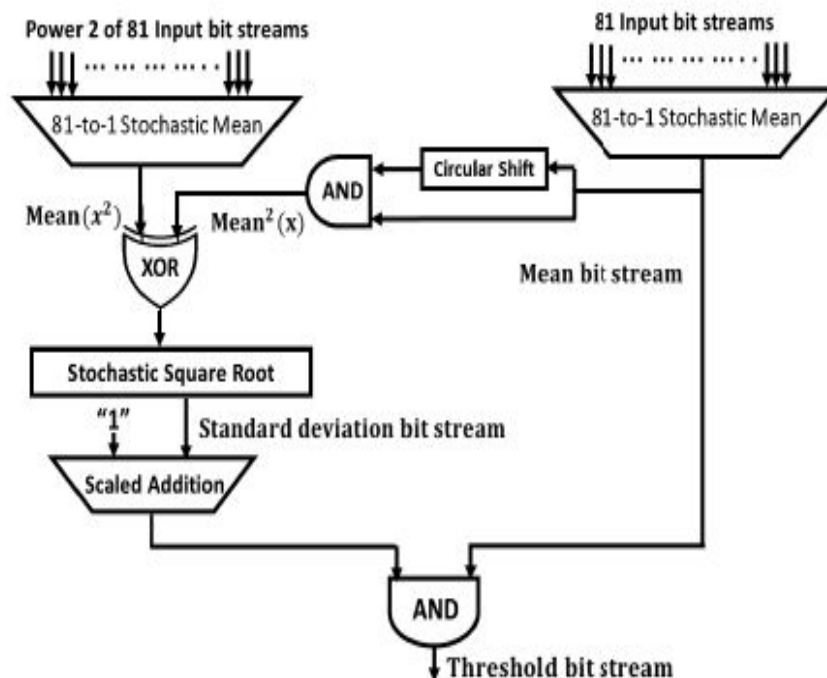 Power 2 of 81 Input bit streams
81 Input bit streams
81-to-1 Stochastic Mean
81-to-1 Stochastic Mean
Circular Shift
AND
Mean(x²)
Mean²(x)
XOR
Mean bit stream
Stochastic Square Root
"1"
Standard deviation bit stream
Scaled Addition
AND
Threshold bit stream